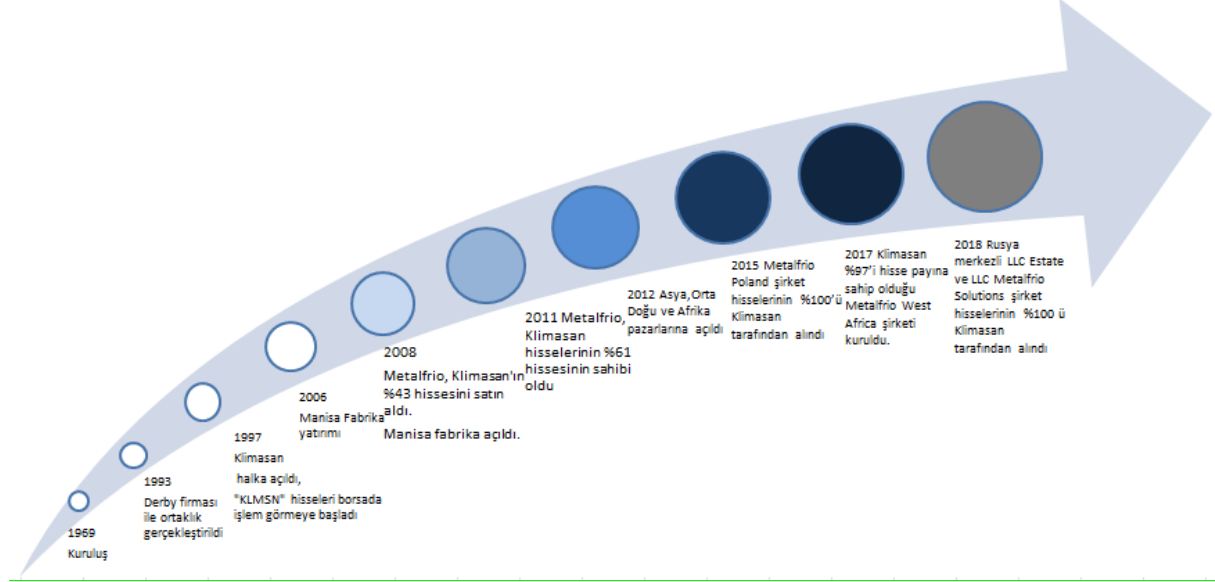 1969
Kuruluş
1993
Derby firması
ile ortaklık
gerçekleştirildi
1997
Klimasan
halka açıldı,
"KLMSN" hisseleri borsada
işlem görmeye başladı
2006
Manisa Fabrika
yatırımı
2008
Metalfrio, Klimasan'ın
%43 hissesini satın
aldı.
Manisa fabrika açıldı.
2011 Metalfrio,
Klimasan
hisselerinin %61
hissesinin sahibi
oldu
2012 Asya,Orta
Doğu ve Afrika
pazarlarına açıldı
2015 Metalfrio
Poland şirket
hisselerinin %100'ü
Klimasan
tarafından alındı
2017 Klimasan
%97'i hisse payına
sahip olduğu
Metalfrio West
Africa şirketi
kuruldu.
2018 Rusya
merkezli LLC Estate
ve LLC Metalfrio
Solutions şirket
hisselerinin %100 ü
Klimasan
tarafından alındı